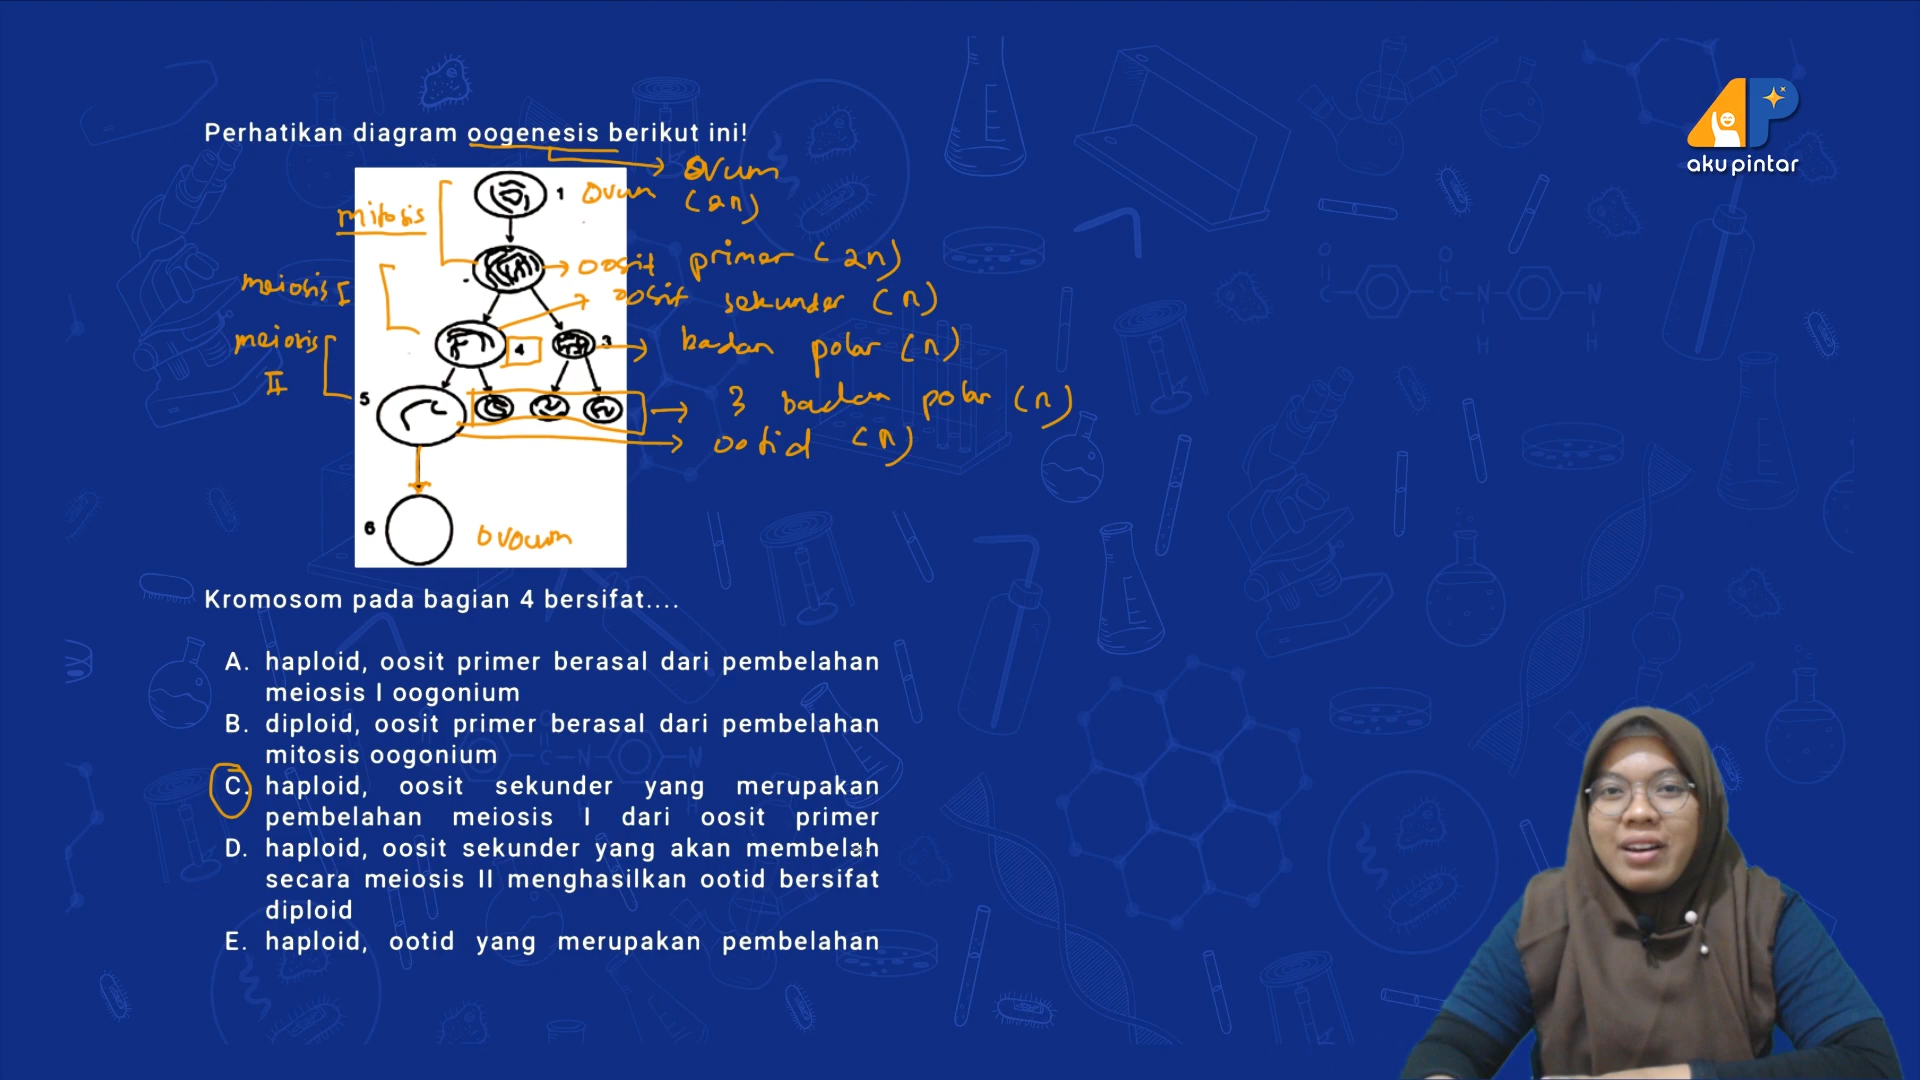 Perhatikan diagram oogenesis berikut ini!
aku pintar
ovum
1 ovum (2n)
mitosis
oosit primer (2n)
meiosis I
oosit sekunder (n)
meiosis II
4
3
badan polar (n)
5
3 badan polar (n)
ootid (n)
6
ovocum
Kromosom pada bagian 4 bersifat....
A. haploid, oosit primer berasal dari pembelahan
meiosis I oogonium
B. diploid, oosit primer berasal dari pembelahan
mitosis oogonium
C. haploid, oosit sekunder yang merupakan
pembelahan meiosis I dari oosit primer
D. haploid, oosit sekunder yang akan membelah
secara meiosis II menghasilkan ootid bersifat
diploid
E. haploid, ootid yang merupakan pembelahan